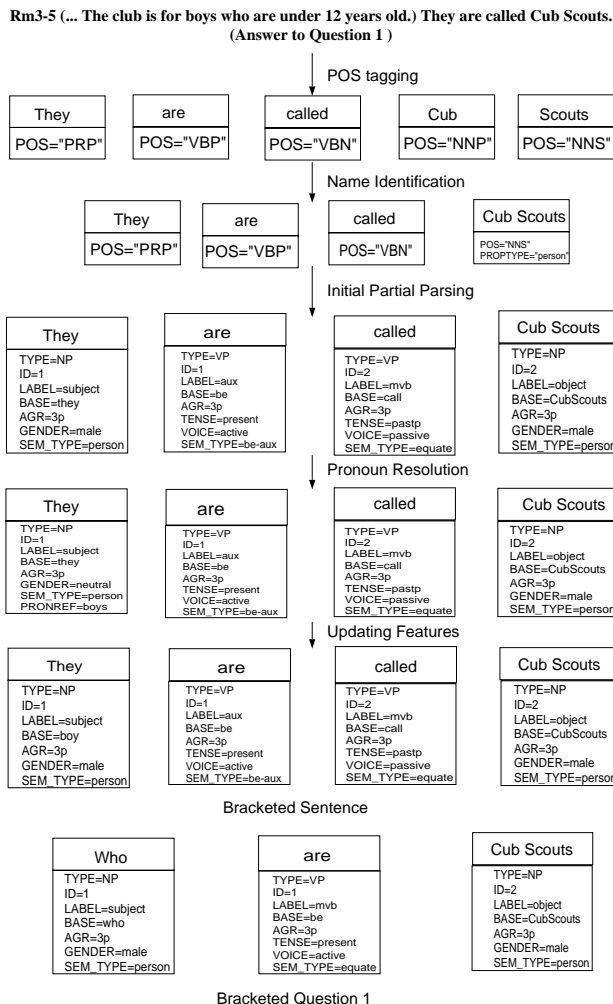 Rm3-5 (... The club is for boys who are under 12 years old.) They are called Cub Scouts.
(Answer to Question 1 )
POS tagging
They
POS="PRP"
are
POS="VBP"
called
POS="VBN"
Cub
POS="NNP"
Scouts
POS="NNS"
Name Identification
They
POS="PRP"
are
POS="VBP"
called
POS="VBN"
Cub Scouts
POS="NNS"
PROPTYPE="person"
Initial Partial Parsing
They
TYPE=NP
ID=1
LABEL=subject
BASE=they
AGR=3p
GENDER=male
SEM_TYPE=person
are
TYPE=VP
ID=1
LABEL=aux
BASE=be
AGR=3p
TENSE=present
VOICE=active
SEM_TYPE=be-aux
called
TYPE=VP
ID=2
LABEL=mvb
BASE=call
AGR=3p
TENSE=pastp
VOICE=passive
SEM_TYPE=equate
Cub Scouts
TYPE=NP
ID=2
LABEL=object
BASE=CubScouts
AGR=3p
GENDER=male
SEM_TYPE=person
Pronoun Resolution
They
TYPE=NP
ID=1
LABEL=subject
BASE=they
AGR=3p
GENDER=neutral
SEM_TYPE=person
PRONREF=boys
are
TYPE=VP
ID=1
LABEL=aux
BASE=be
AGR=3p
TENSE=present
VOICE=active
SEM_TYPE=be-aux
called
TYPE=VP
ID=2
LABEL=mvb
BASE=call
AGR=3p
TENSE=pastp
VOICE=passive
SEM_TYPE=equate
Cub Scouts
TYPE=NP
ID=2
LABEL=object
BASE=CubScouts
AGR=3p
GENDER=male
SEM_TYPE=person
Updating Features
They
TYPE=NP
ID=1
LABEL=subject
BASE=boy
AGR=3p
GENDER=male
SEM_TYPE=person
are
TYPE=VP
ID=1
LABEL=aux
BASE=be
AGR=3p
TENSE=present
VOICE=active
SEM_TYPE=be-aux
called
TYPE=VP
ID=2
LABEL=mvb
BASE=call
AGR=3p
TENSE=pastp
VOICE=passive
SEM_TYPE=equate
Cub Scouts
TYPE=NP
ID=2
LABEL=object
BASE=CubScouts
AGR=3p
GENDER=male
SEM_TYPE=person
Bracketed Sentence
Who
TYPE=NP
ID=1
LABEL=subject
BASE=who
AGR=3p
GENDER=male
SEM_TYPE=person
are
TYPE=VP
ID=1
LABEL=mvb
BASE=be
AGR=3p
TENSE=present
VOICE=active
SEM_TYPE=equate
Cub Scouts
TYPE=NP
ID=2
LABEL=object
BASE=CubScouts
AGR=3p
GENDER=male
SEM_TYPE=person
Bracketed Question 1